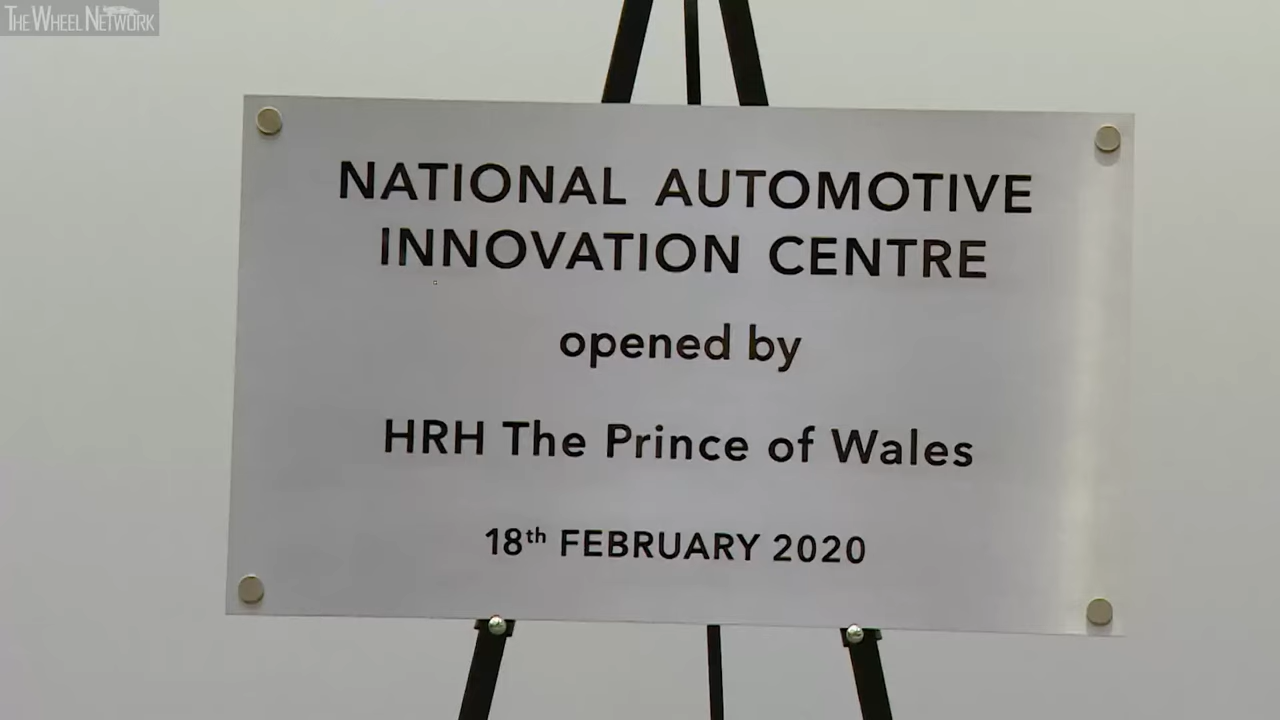 THE WHEEL NETWORK
NATIONAL AUTOMOTIVE
INNOVATION CENTRE
opened by
HRH The Prince of Wales
18th FEBRUARY 2020